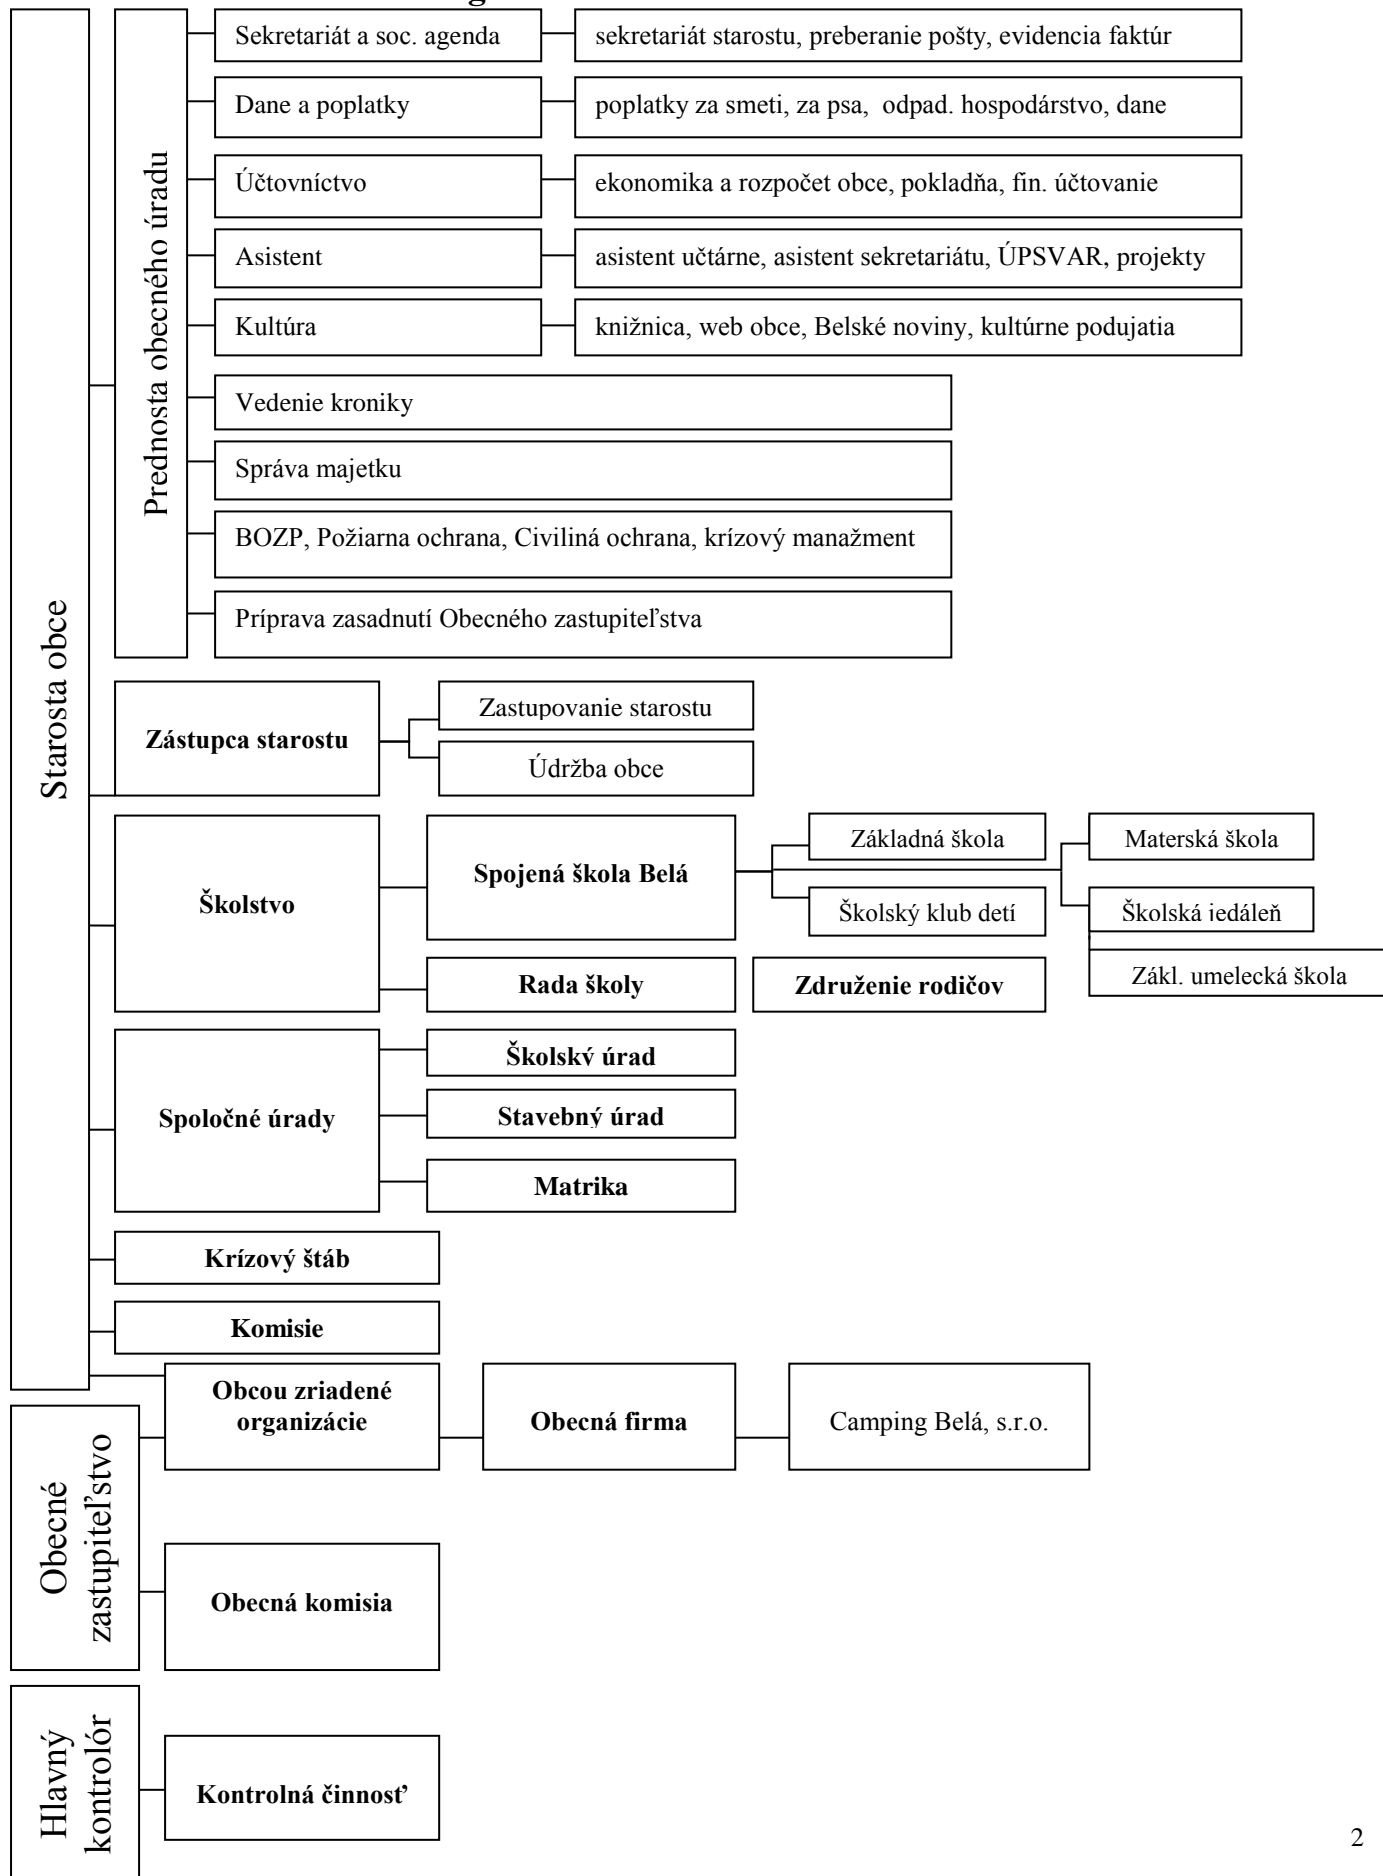 Starosta obce
Prednosta obecného úradu
Sekretariát a soc. agenda
sekretariát starostu, preberanie pošty, evidencia faktúr
Dane a poplatky
poplatky za smeti, za psa, odpad. hospodárstvo, dane
Účtovníctvo
ekonomika a rozpočet obce, pokladňa, fin. účtovanie
Asistent
asistent učtárne, asistent sekretariátu, ÚPSVAR, projekty
Kultúra
knižnica, web obce, Belské noviny, kultúrne podujatia
Vedenie kroniky
Správa majetku
BOZP, Požiarna ochrana, Civiliná ochrana, krízový manažment
Príprava zasadnutí Obecného zastupiteľstva
Zástupca starostu
Zastupovanie starostu
Údržba obce
Školstvo
Spojená škola Belá
Základná škola
Materská škola
Školský klub detí
Školská jedáleň
Zákl. umelecká škola
Rada školy
Združenie rodičov
Spoločné úrady
Školský úrad
Stavebný úrad
Matrika
Krízový štáb
Komisie
Obcou zriadené
organizácie
Obecná firma
Camping Belá, s.r.o.
Obecné
zastupiteľstvo
Obecná komisia
Hlavný
kontrolór
Kontrolná činnosť
2